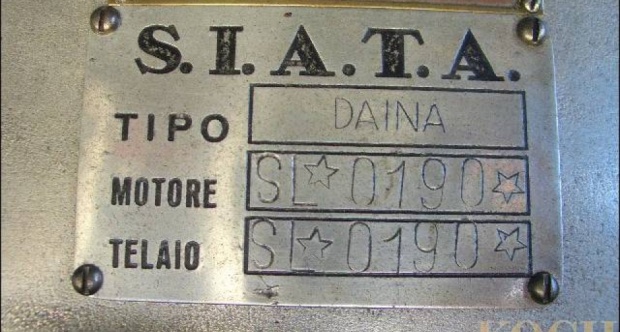 S.I.A.T.A.
TIPO DAINA
MOTORE SL☆0190☆
TELAIO SL☆0190☆